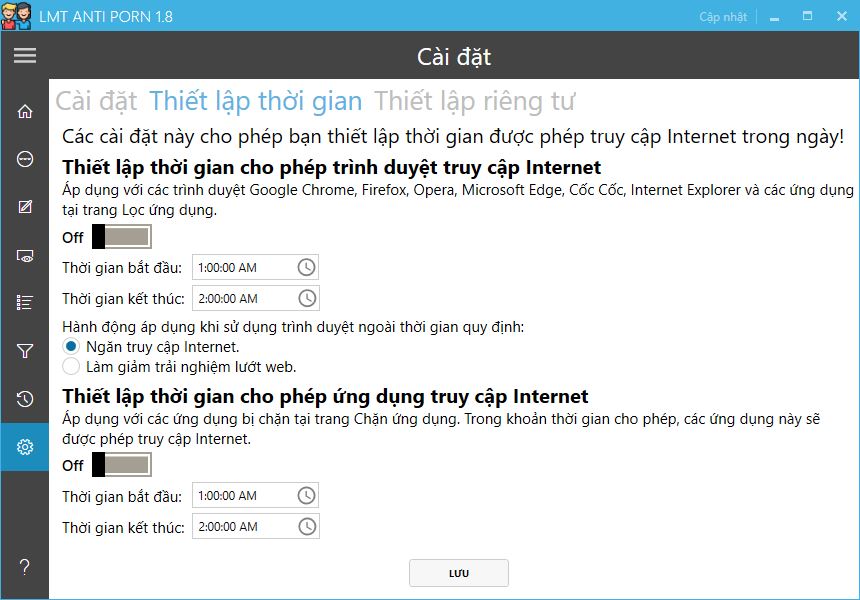 LMT ANTI PORN 1.8
Cập nhật
Cài đặt
Cài đặt Thiết lập thời gian Thiết lập riêng tư
Các cài đặt này cho phép bạn thiết lập thời gian được phép truy cập Internet trong ngày!
Thiết lập thời gian cho phép trình duyệt truy cập Internet
Áp dụng với các trình duyệt Google Chrome, Firefox, Opera, Microsoft Edge, Cốc Cốc, Internet Explorer và các ứng dụng
tại trang Lọc ứng dụng.
Off
Thời gian bắt đầu: 1:00:00 AM
Thời gian kết thúc: 2:00:00 AM
Hành động áp dụng khi sử dụng trình duyệt ngoài thời gian quy định:
Ngăn truy cập Internet.
Làm giảm trải nghiệm lướt web.
Thiết lập thời gian cho phép ứng dụng truy cập Internet
Áp dụng với các ứng dụng bị chặn tại trang Chặn ứng dụng. Trong khoản thời gian cho phép, các ứng dụng này sẽ
được phép truy cập Internet.
Off
Thời gian bắt đầu: 1:00:00 AM
Thời gian kết thúc: 2:00:00 AM
?
LƯU